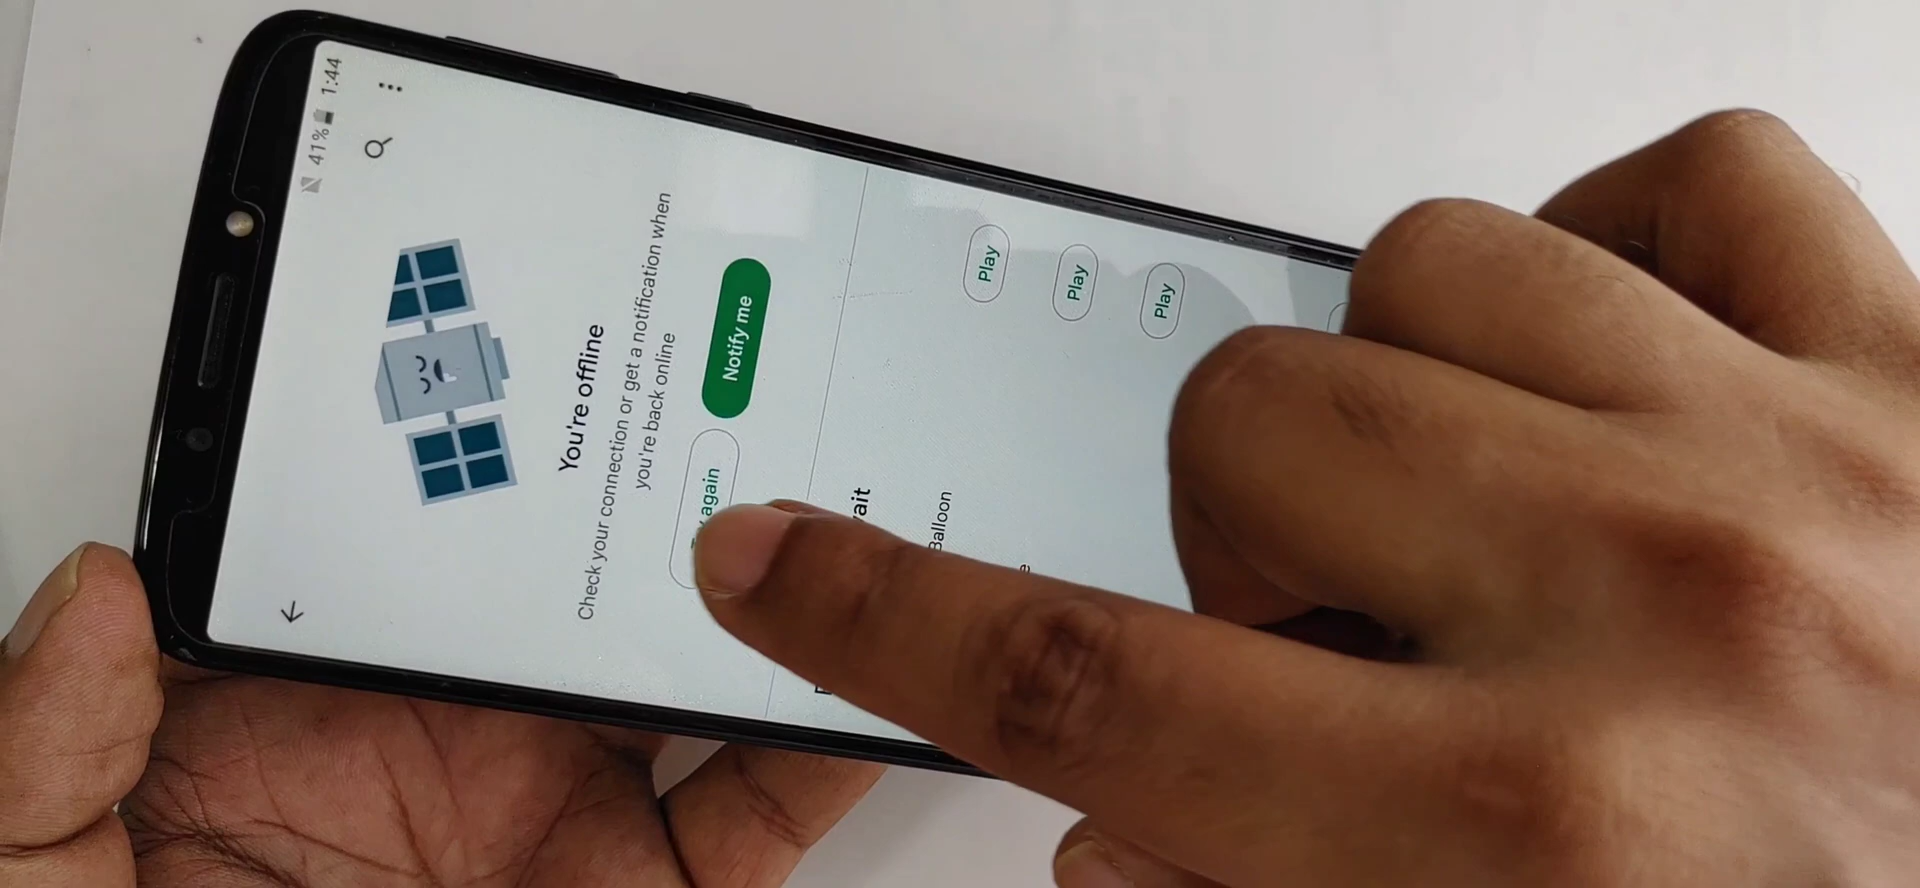 41% 1:44
You're offline
Check your connection or get a notification when
you're back online
again
Notify me
Balloon
Play
Play
Play